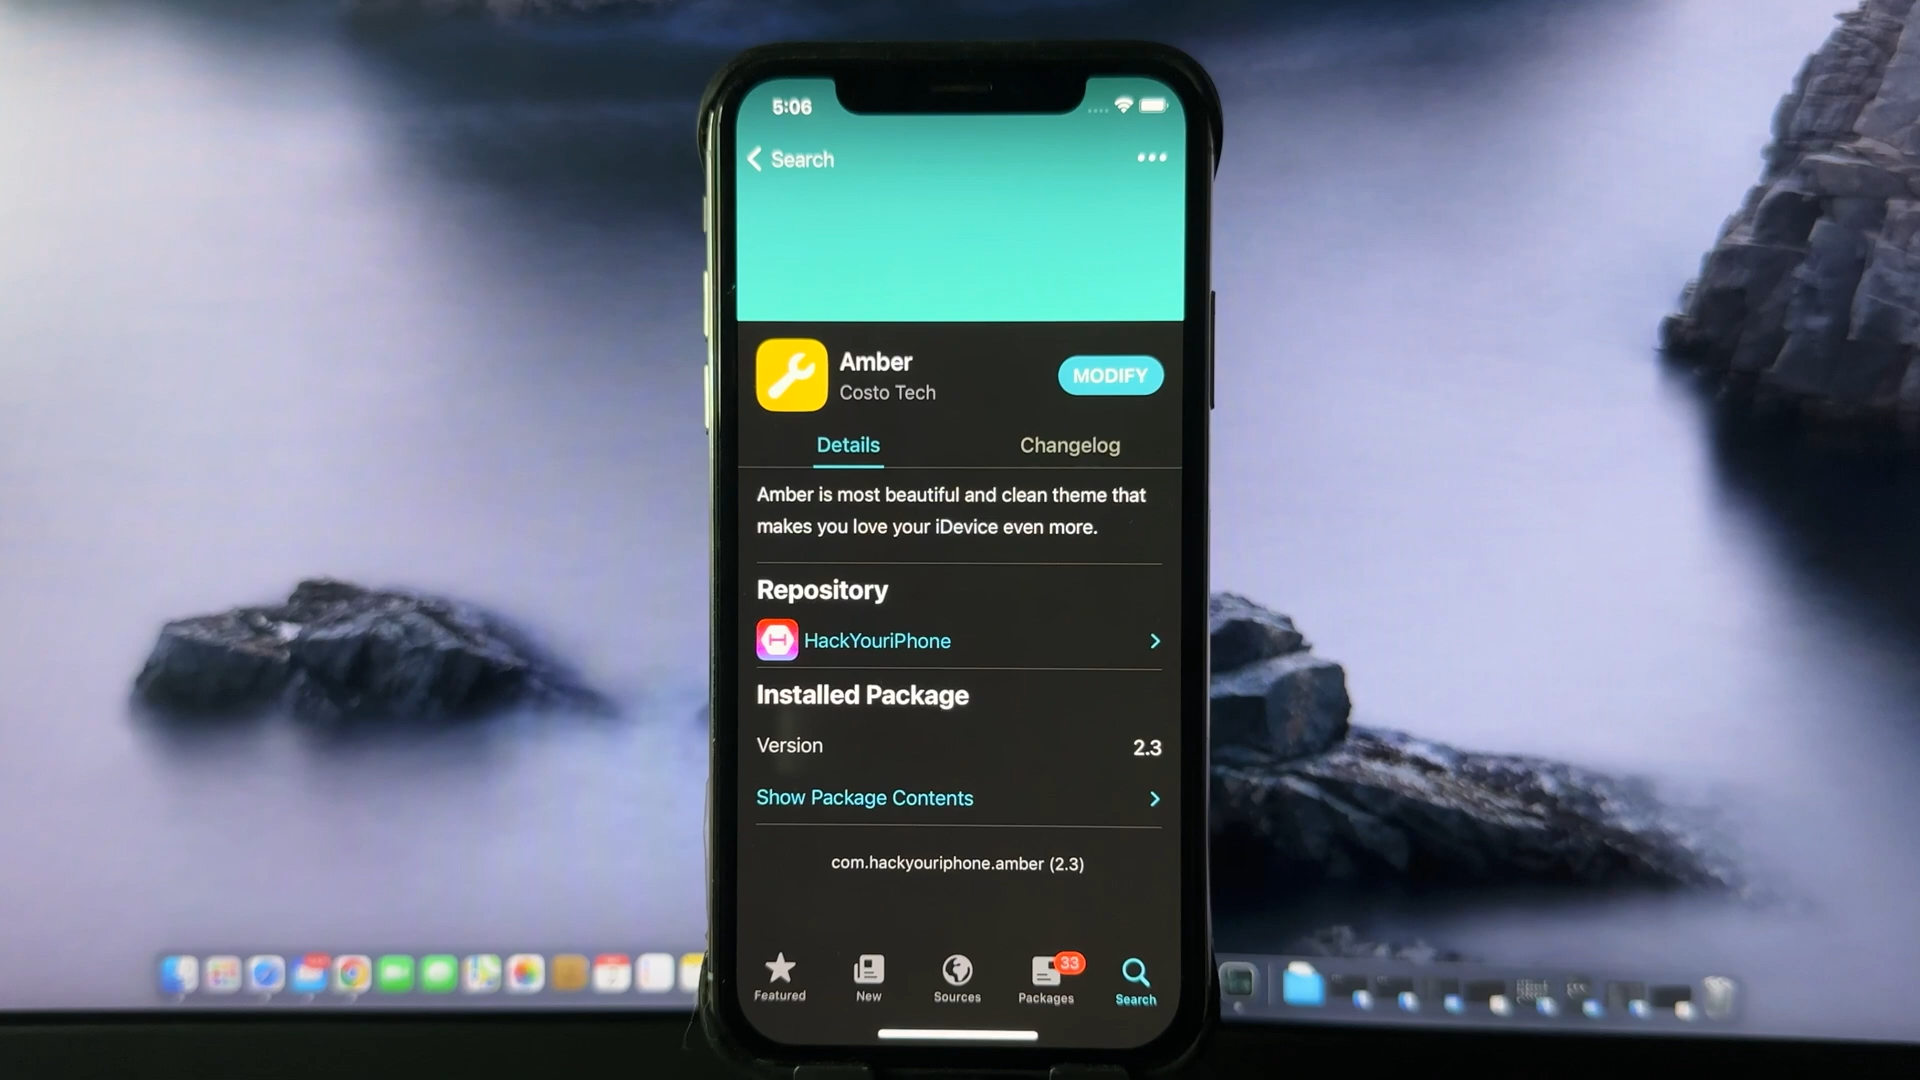 5:06
Search
Amber
Costo Tech
MODIFY
Details
Changelog
Amber is most beautiful and clean theme that
makes you love your iDevice even more.
Repository
HackYouriPhone
Installed Package
Version
2.3
Show Package Contents
com.hackyouriphone.amber (2.3)
33
Featured
New
Sources
Packages
Search